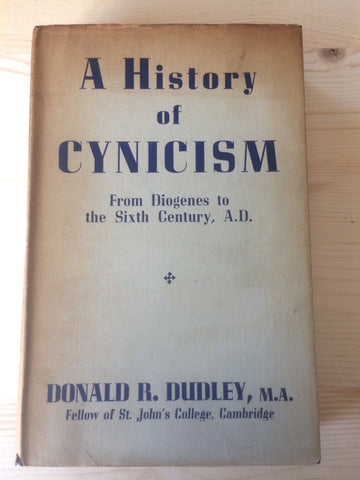 A History
of
CYNICISM
From Diogenes to
the Sixth Century, A.D.
DONALD R. DUDLEY, M.A.
Fellow of St. John's College, Cambridge